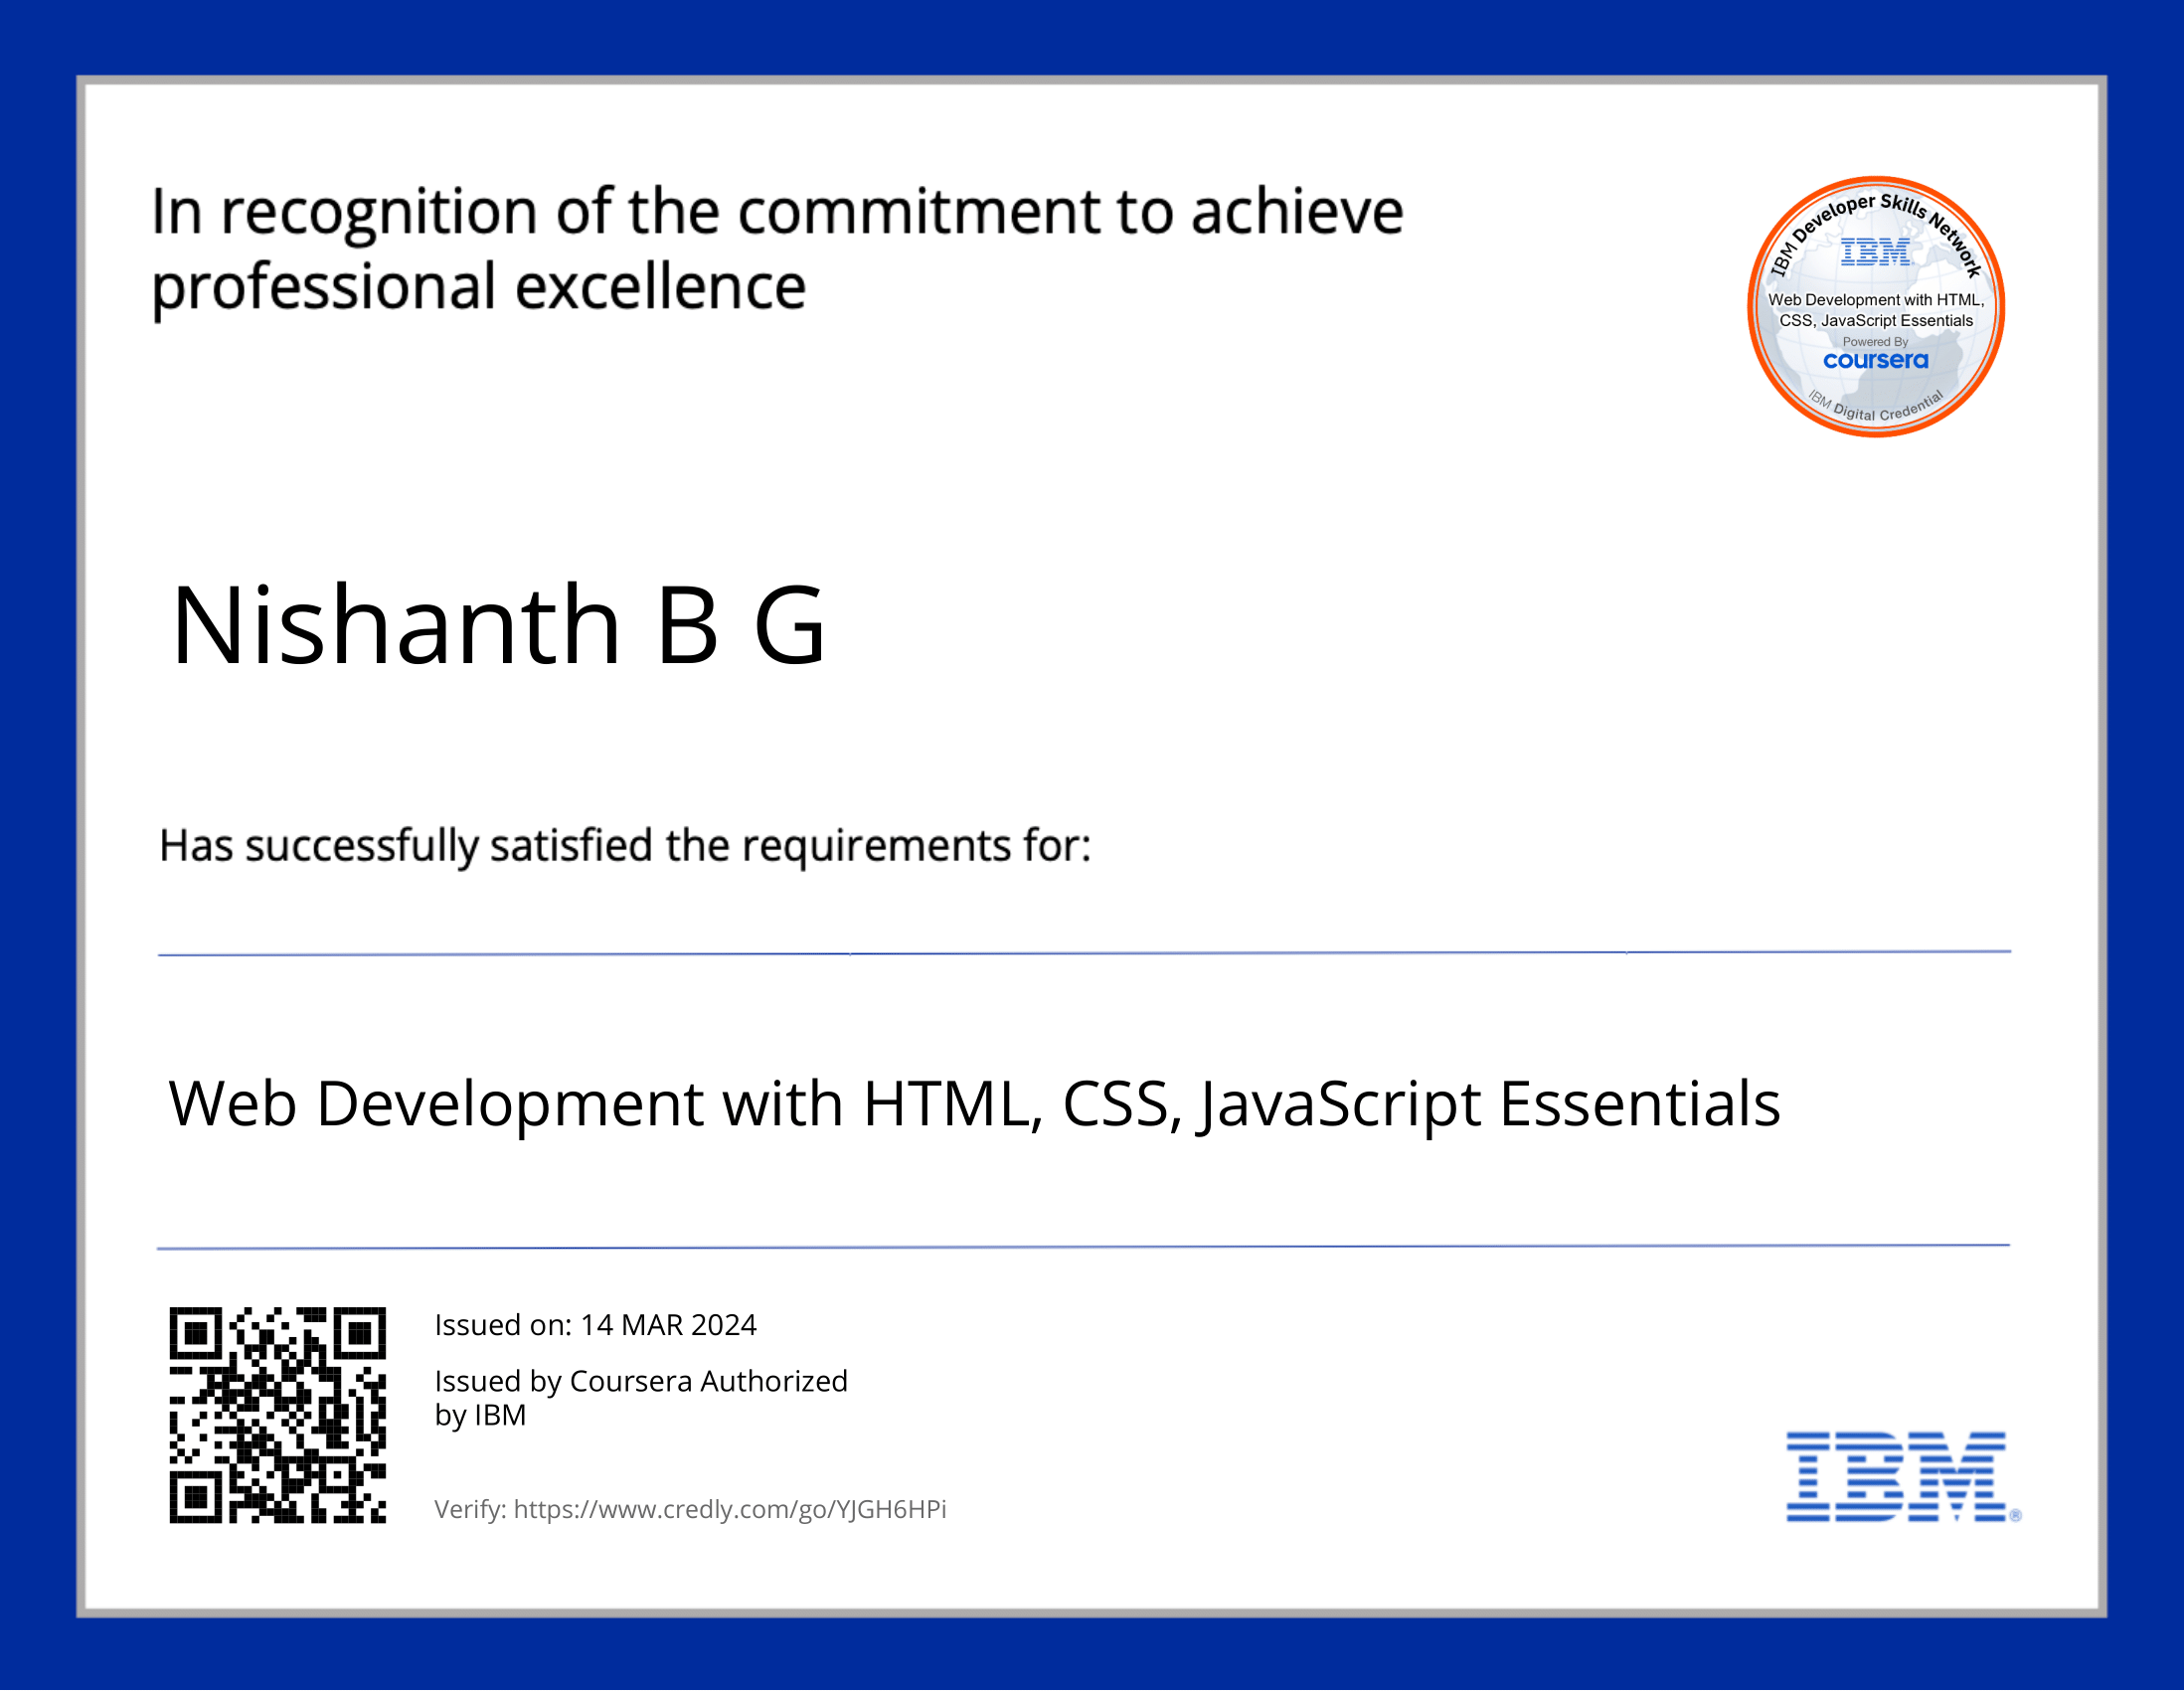 In recognition of the commitment to achieve
professional excellence
IBM Developer Skills Network
IBM
Web Development with HTML,
CSS, JavaScript Essentials
Powered By
coursera
IBM Digital Credential
Nishanth B G
Has successfully satisfied the requirements for:
Web Development with HTML, CSS, JavaScript Essentials
Issued on: 14 MAR 2024
Issued by Coursera Authorized
by IBM
Verify: https://www.credly.com/go/YJGH6HPi
IBM®